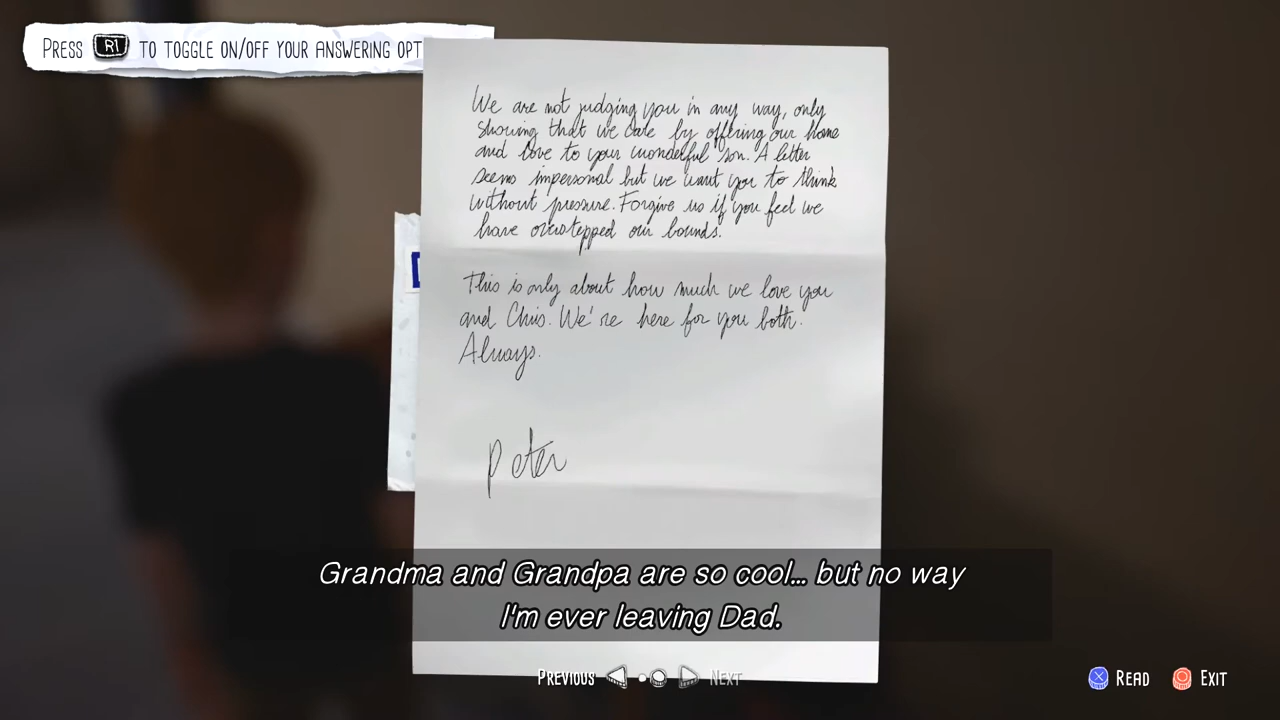 PRESS R1 TO TOGGLE ON/OFF YOUR ANSWERING OPT
We are not judging you in any way, only
showing that we care by offering our home
and love to your wonderful son. A letter
seems impersonal but we want you to think
without pressure. Forgive us if you feel we
have overstepped our bounds.
This is only about how much we love you
and Chris. We're here for you both.
Always.
Peter
Grandma and Grandpa are so cool... but no way
I'm ever leaving Dad.
PREVIOUS NEXT
READ EXIT